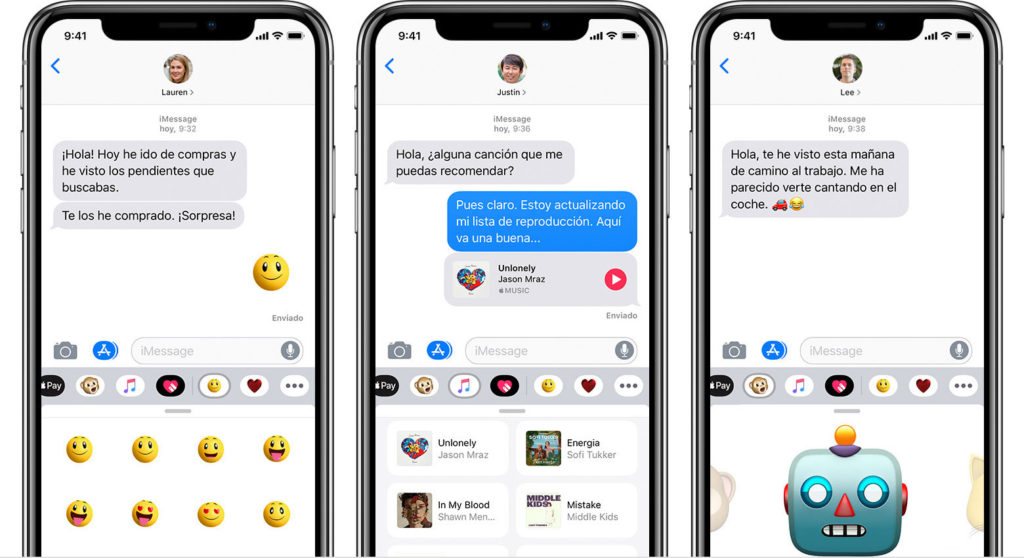 9:41
Lauren >
iMessage
hoy, 9:32
¡Hola! Hoy he ido de compras y
he visto los pendientes que
buscabas.
Te los he comprado. ¡Sorpresa!
Enviado
iMessage
Pay
9:41
Justin >
iMessage
hoy, 9:36
Hola, ¿alguna canción que me
puedas recomendar?
Pues claro. Estoy actualizando
mi lista de reproducción. Aquí
va una buena...
Unlonely
Jason Mraz
MUSIC
Enviado
iMessage
Pay
Unlonely
Jason Mraz
Energia
Sofi Tukker
SOFI TUKKER
In My Blood
Shawn Men...
MIDDLE
KIDS
Mistake
Middle Kids
9:41
Lee >
iMessage
hoy, 9:38
Hola, te he visto esta mañana
de camino al trabajo. Me ha
parecido verte cantando en el
coche. 🚗😂
iMessage
Pay